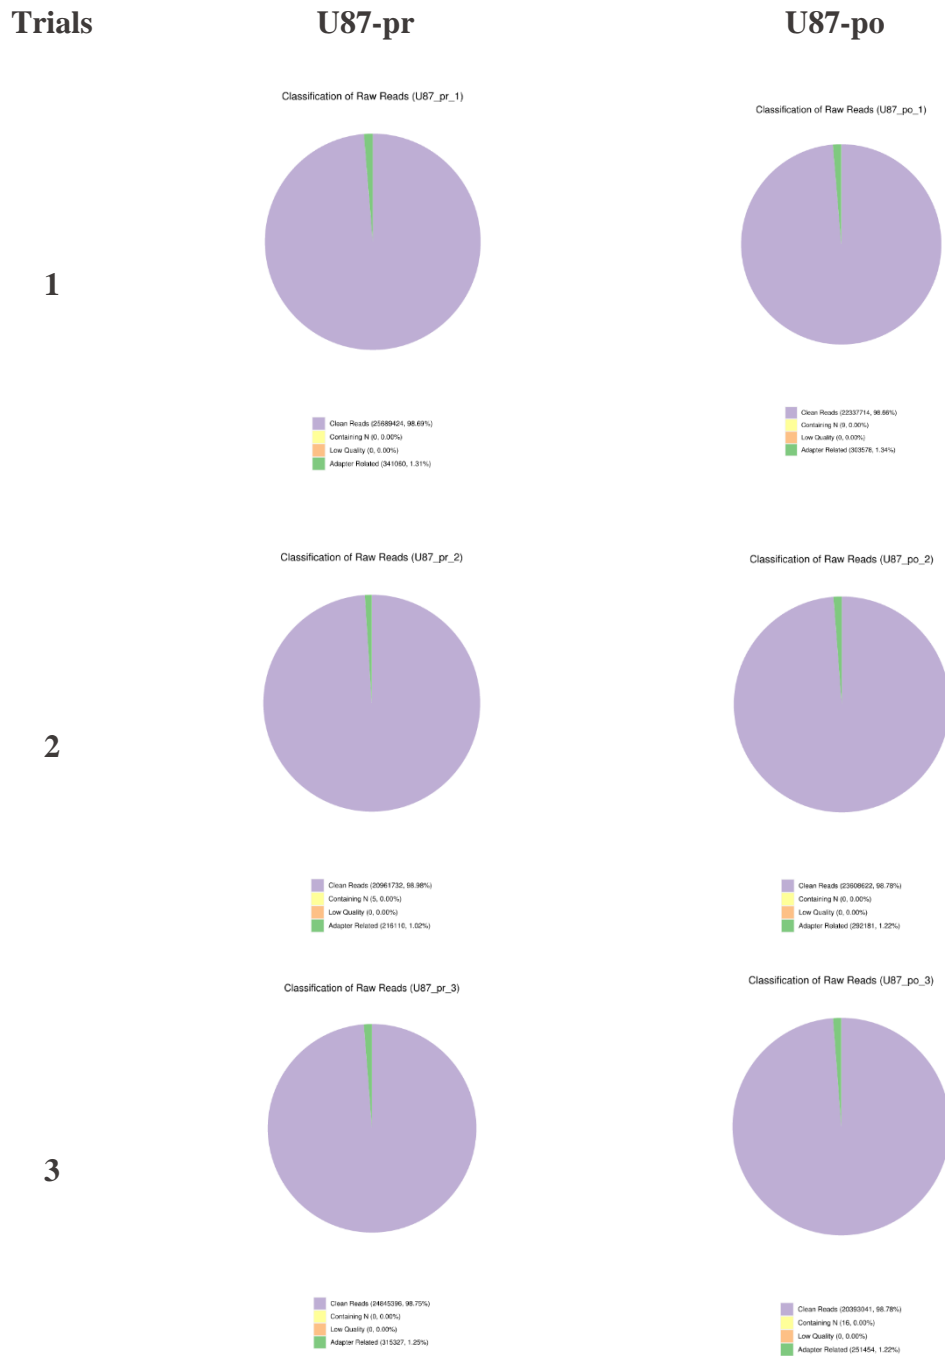 Trials U87-pr U87-po
Classification of Raw Reads (U87_pr_1)
Classification of Raw Reads (U87_po_1)
1
Clean Reads (25689424, 98.69%)
Containing N (0, 0.00%)
Low Quality (0, 0.00%)
Adapter Related (341060, 1.31%)
Clean Reads (22337714, 98.66%)
Containing N (9, 0.00%)
Low Quality (0, 0.00%)
Adapter Related (303578, 1.34%)
Classification of Raw Reads (U87_pr_2)
Classification of Raw Reads (U87_po_2)
2
Clean Reads (20961732, 98.98%)
Containing N (5, 0.00%)
Low Quality (0, 0.00%)
Adapter Related (216110, 1.02%)
Clean Reads (23608622, 98.78%)
Containing N (0, 0.00%)
Low Quality (0, 0.00%)
Adapter Related (292181, 1.22%)
Classification of Raw Reads (U87_pr_3)
Classification of Raw Reads (U87_po_3)
3
Clean Reads (24845396, 98.75%)
Containing N (0, 0.00%)
Low Quality (0, 0.00%)
Adapter Related (315327, 1.25%)
Clean Reads (20393041, 98.78%)
Containing N (16, 0.00%)
Low Quality (0, 0.00%)
Adapter Related (251454, 1.22%)